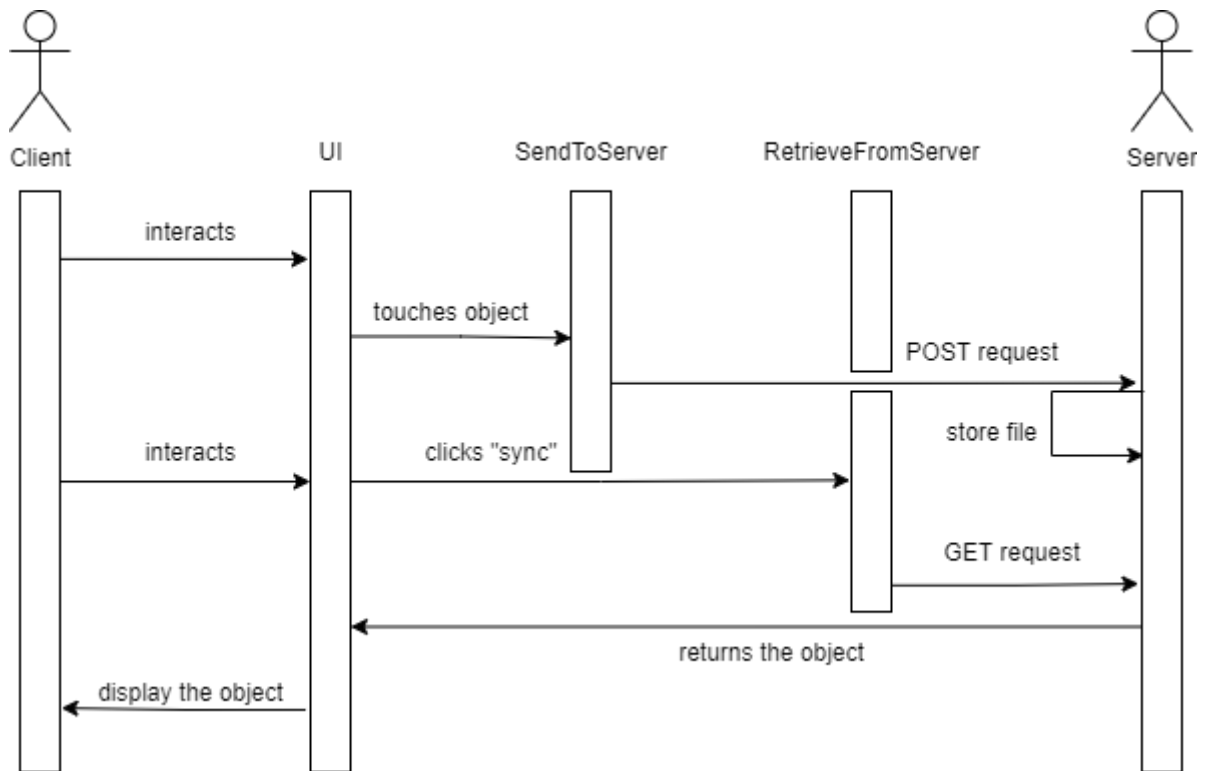 Client
UI
SendToServer
RetrieveFromServer
Server
interacts
touches object
POST request
store file
interacts
clicks "sync"
GET request
returns the object
display the object